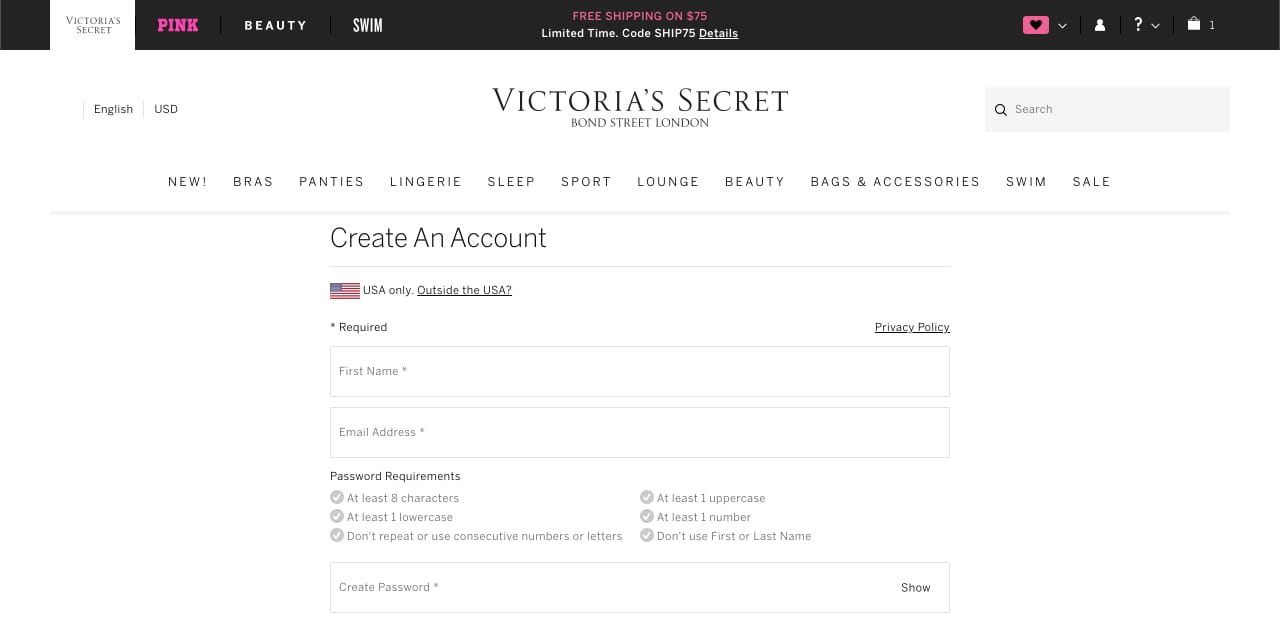 VICTORIA'S
SECRET
PINK
BEAUTY
SWIM
FREE SHIPPING ON $75
Limited Time. Code SHIP75 Details
?
1
English
USD
VICTORIA'S SECRET
BOND STREET LONDON
Search
NEW! BRAS PANTIES LINGERIE SLEEP SPORT LOUNGE BEAUTY BAGS & ACCESSORIES SWIM SALE
Create An Account
USA only. Outside the USA?
* Required
Privacy Policy
First Name *
Email Address *
Password Requirements
At least 8 characters
At least 1 uppercase
At least 1 lowercase
At least 1 number
Don't repeat or use consecutive numbers or letters
Don't use First or Last Name
Create Password *
Show